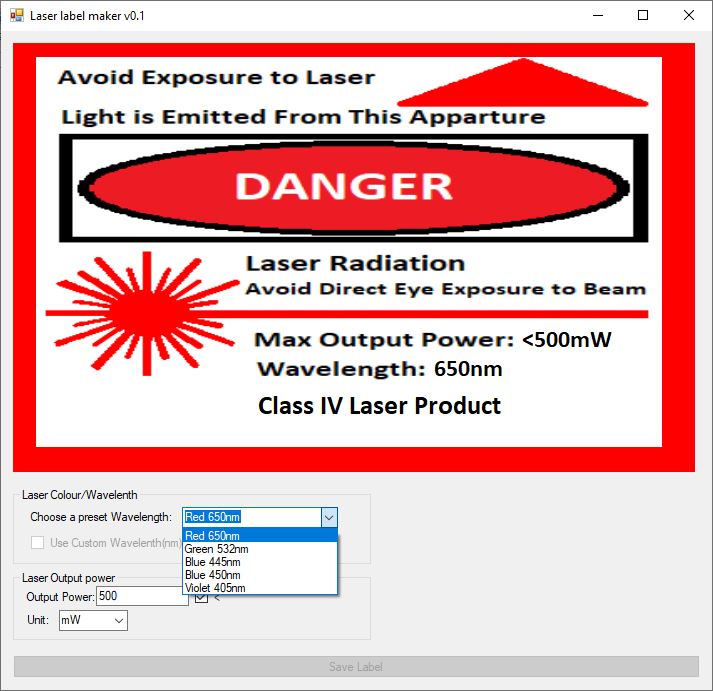 Laser label maker v0.1
Avoid Exposure to Laser
Light is Emitted From This Apparture
DANGER
Laser Radiation
Avoid Direct Eye Exposure to Beam
Max Output Power: <500mW
Wavelength: 650nm
Class IV Laser Product
Laser Colour/Wavelenth
Choose a preset Wavelength: Red 650nm
Red 650nm
Use Custom Wavelenth(nm)
Green 532nm
Blue 445nm
Blue 450nm
Violet 405nm
Laser Output power
Output Power: 500 <
Unit: mW
Save Label